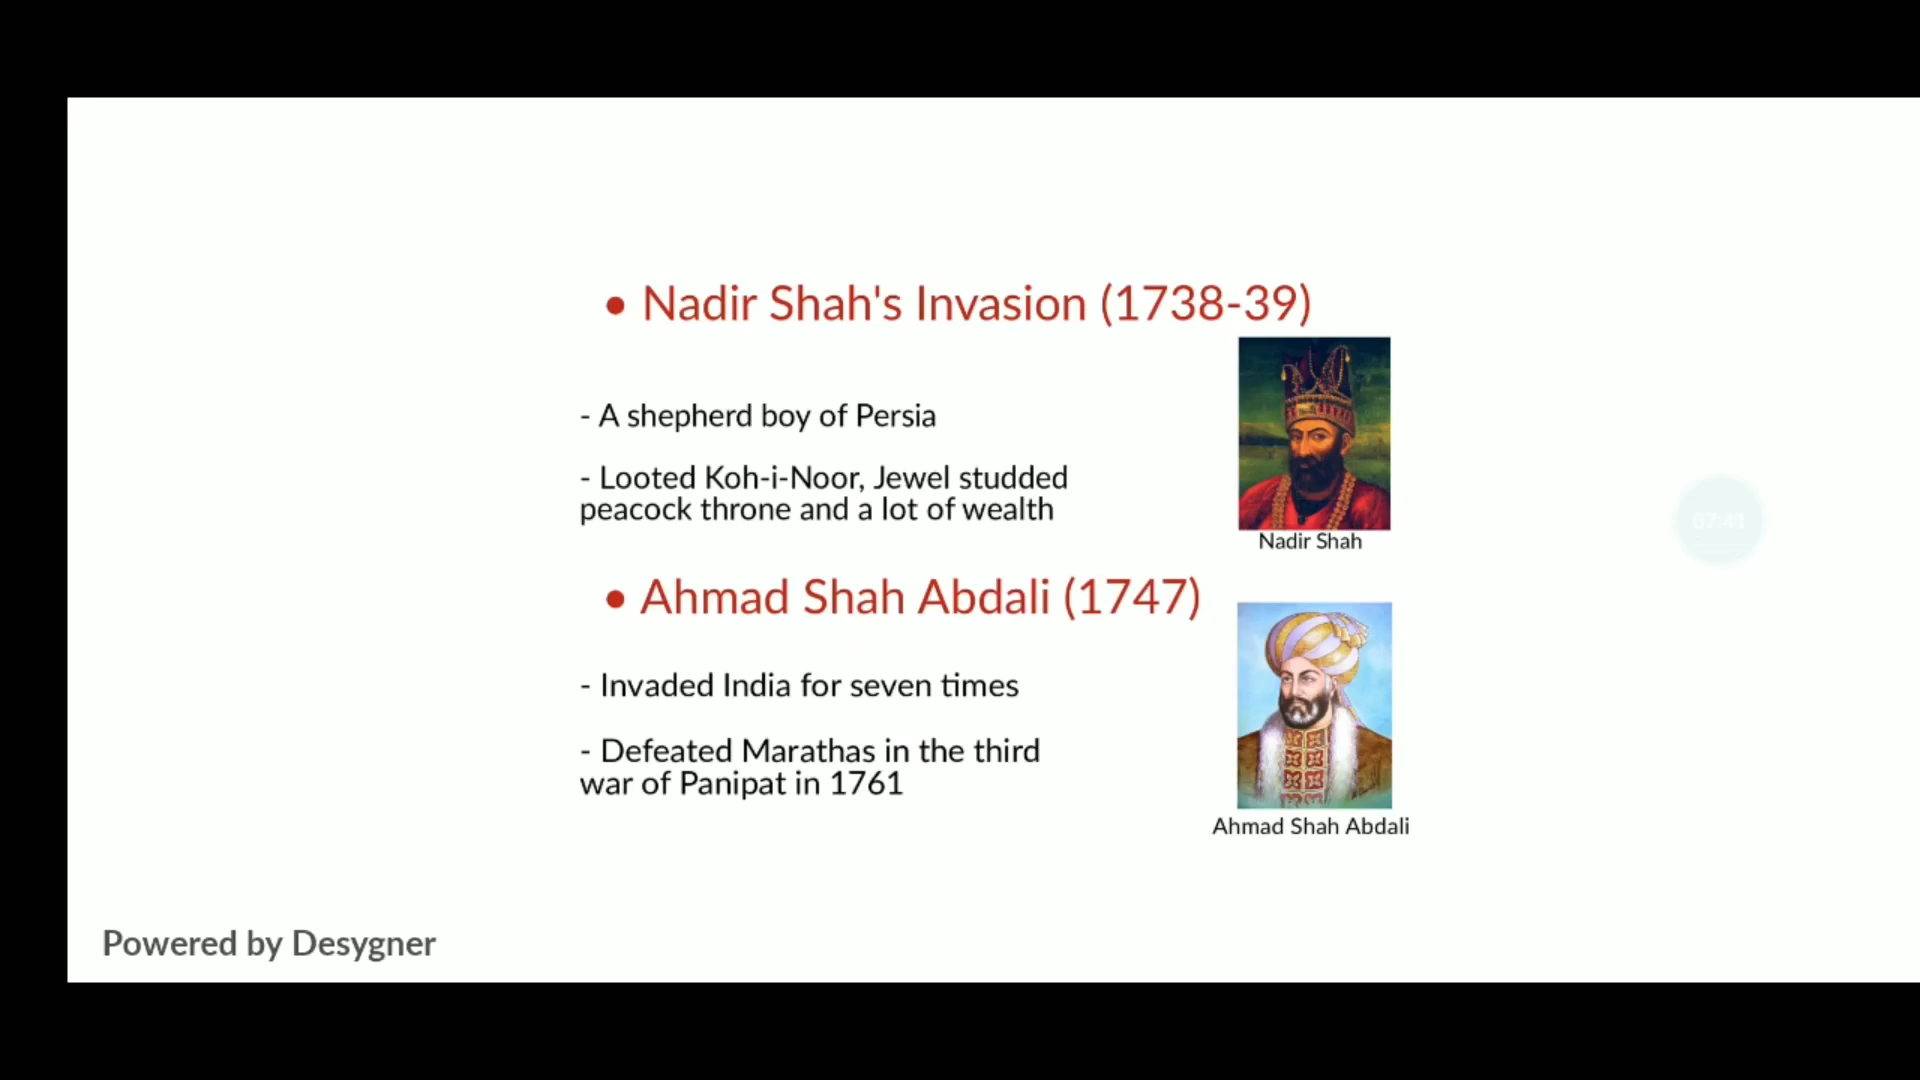 • Nadir Shah's Invasion (1738-39)
- A shepherd boy of Persia
- Looted Koh-i-Noor, Jewel studded
peacock throne and a lot of wealth
Nadir Shah
• Ahmad Shah Abdali (1747)
- Invaded India for seven times
- Defeated Marathas in the third
war of Panipat in 1761
Ahmad Shah Abdali
Powered by Desygner